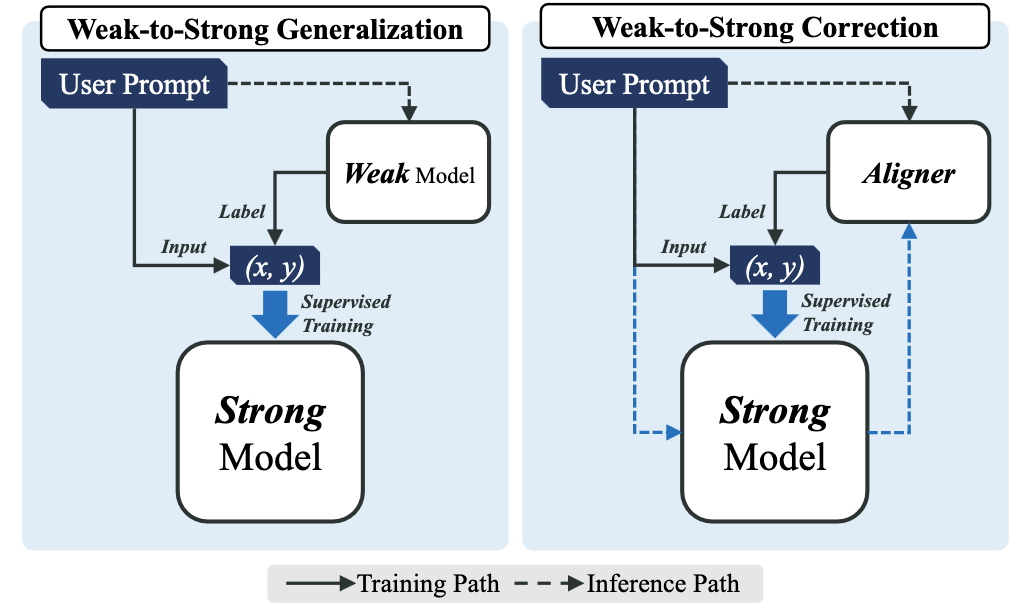 Weak-to-Strong Generalization
User Prompt
Weak Model
Label
Input
(x, y)
Supervised
Training
Strong
Model
Weak-to-Strong Correction
User Prompt
Aligner
Label
Input
(x, y)
Supervised
Training
Strong
Model
Training Path
Inference Path